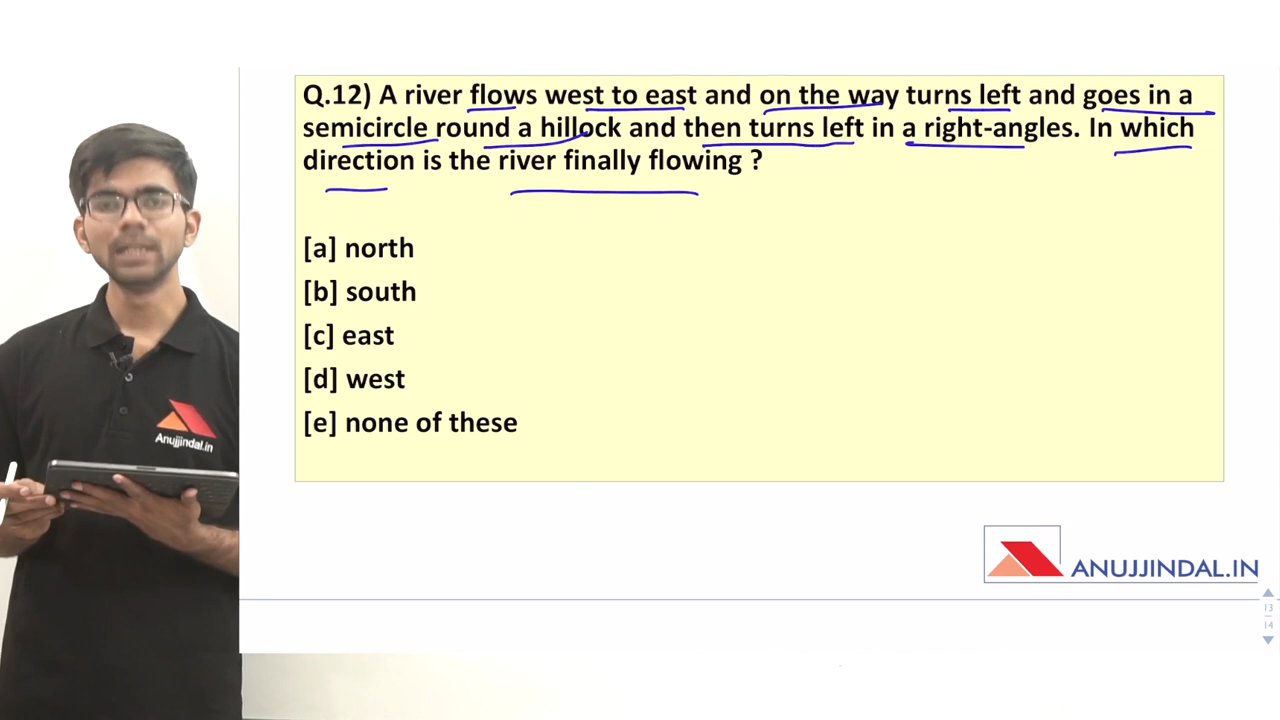 Q.12) A river flows west to east and on the way turns left and goes in a
semicircle round a hillock and then turns left in a right-angles. In which
direction is the river finally flowing ?
[a] north
[b] south
[c] east
[d] west
[e] none of these
Anujjindal.in
ANUJJINDAL.IN
13
14